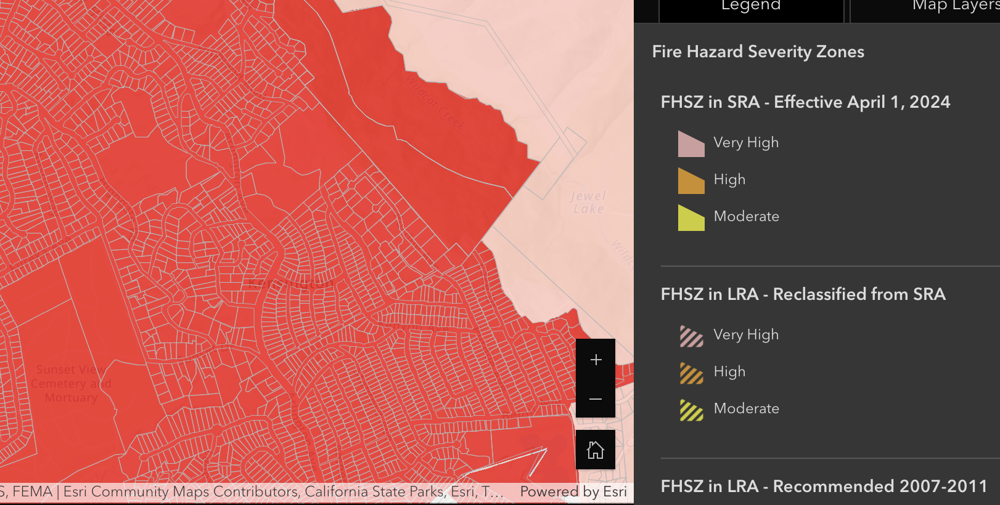 Legend
Map Layers
Fire Hazard Severity Zones
FHSZ in SRA - Effective April 1, 2024
Very High
High
Moderate
FHSZ in LRA - Reclassified from SRA
Very High
High
Moderate
FHSZ in LRA - Recommended 2007-2011
Wildcat Creek
Jewel
Lake
Kensington
Sunset View
Cemetery and
Mortuary
Arlington Ave
S, FEMA | Esri Community Maps Contributors, California State Parks, Esri, T...
Powered by Esri